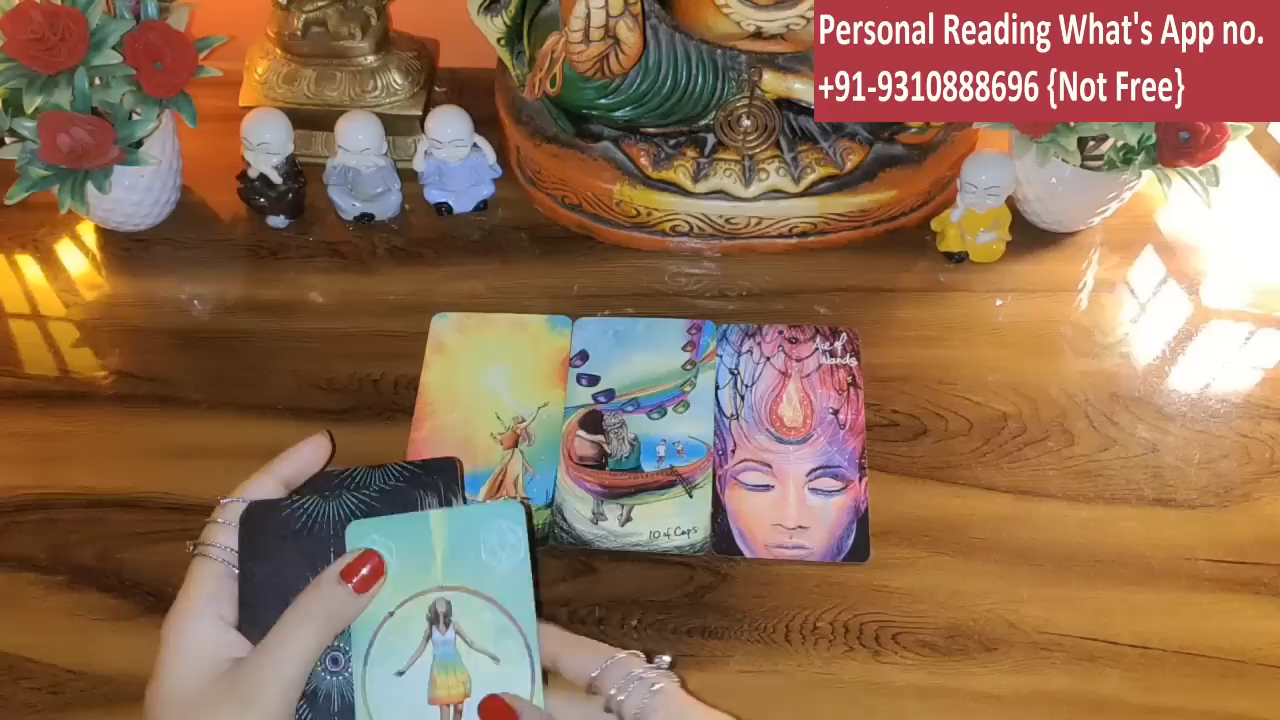 Personal Reading What's App no.
+91-9310888696 {Not Free}
Ace of
Wands
10 of Cups